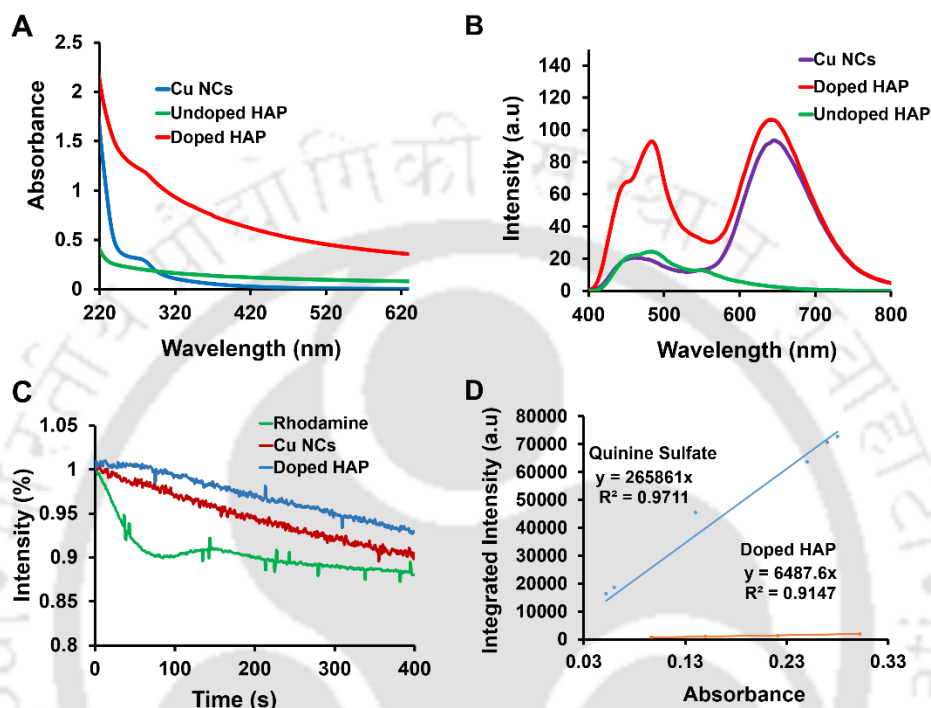 A
Absorbance
2.5
2
1.5
1
0.5
0
220
320
420
520
620
Wavelength (nm)
Cu NCs
Undoped HAP
Doped HAP
B
Intensity (a.u)
140
120
100
80
60
40
20
0
400
500
600
700
800
Wavelength (nm)
Cu NCs
Doped HAP
Undoped HAP
C
Intensity (%)
1.05
1
0.95
0.9
0.85
0.8
0
100
200
300
400
Time (s)
Rhodamine
Cu NCs
Doped HAP
D
Integrated Intensity (a.u)
80000
70000
60000
50000
40000
30000
20000
10000
0
0.03
0.13
0.23
0.33
Absorbance
Quinine Sulfate
y = 265861x
R² = 0.9711
Doped HAP
y = 6487.6x
R² = 0.9147